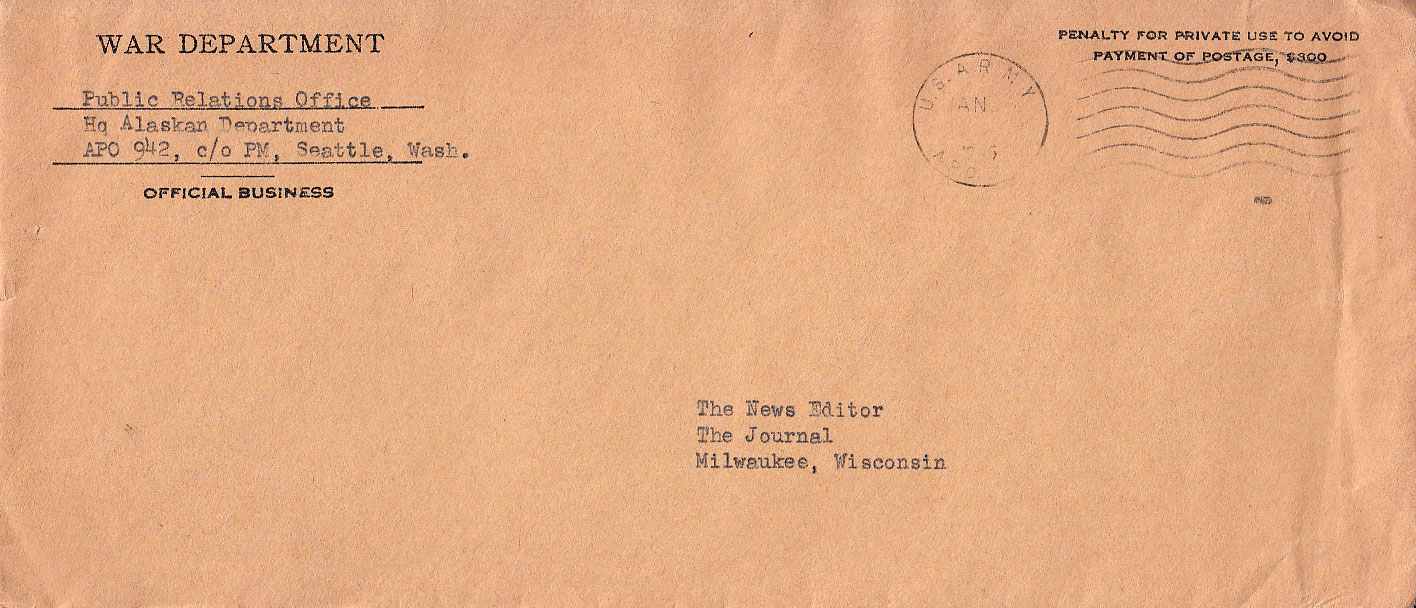 WAR DEPARTMENT
Public Relations Office
Hq Alaskan Department
APO 942, c/o PM, Seattle, Wash.
OFFICIAL BUSINESS
PENALTY FOR PRIVATE USE TO AVOID
PAYMENT OF POSTAGE, $300
U.S. ARMY
The News Editor
The Journal
Milwaukee, Wisconsin